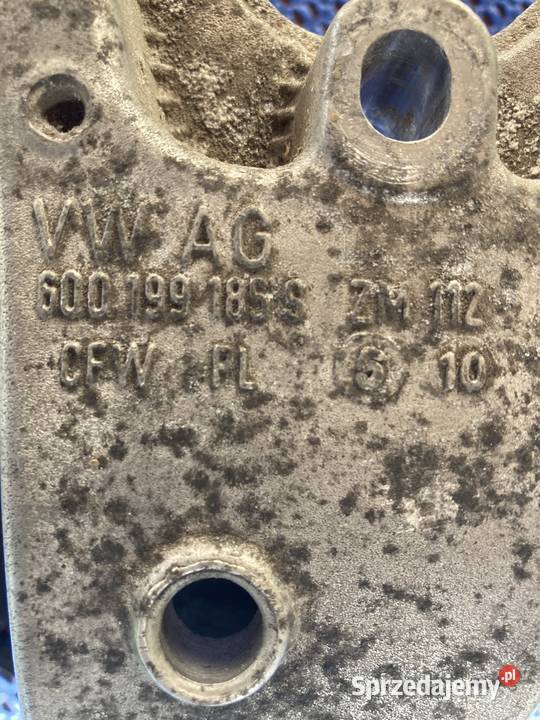 VW AG
6Q0 199 185 S ZM 112
CFW PL 5 10
Sprzedajemy.pl